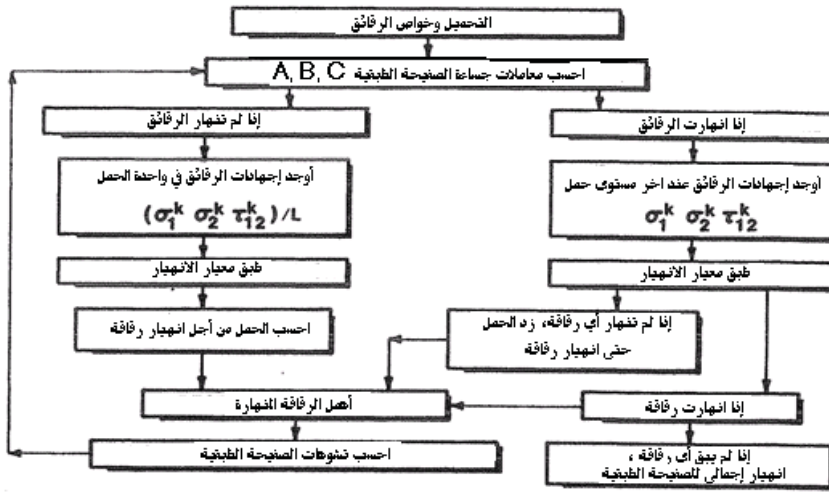 التحميل وخواص الرقائق
احسب معاملات جساءة الصفيحة الطبقية A, B, C
إذا لم تنهار الرقائق
إذا انهارت الرقائق
أوجد إجهادات الرقائق في واحدة الحمل
(σ₁ᵏ σ₂ᵏ τ₁₂ᵏ)/L
أوجد إجهادات الرقائق عند اخر مستوى حمل
σ₁ᵏ σ₂ᵏ τ₁₂ᵏ
طبق معيار الانهيار
طبق معيار الانهيار
احسب الحمل من أجل انهيار رقاقة
إذا لم تنهار أي رقاقة، زد الحمل
حتى انهيار رقاقة
أهمل الرقاقة المنهارة
إذا انهارت رقاقة
احسب تشوهات الصفيحة الطبقية
إذا لم يبق أي رقاقة ،
انهيار إجمالي للصفيحة الطبقية